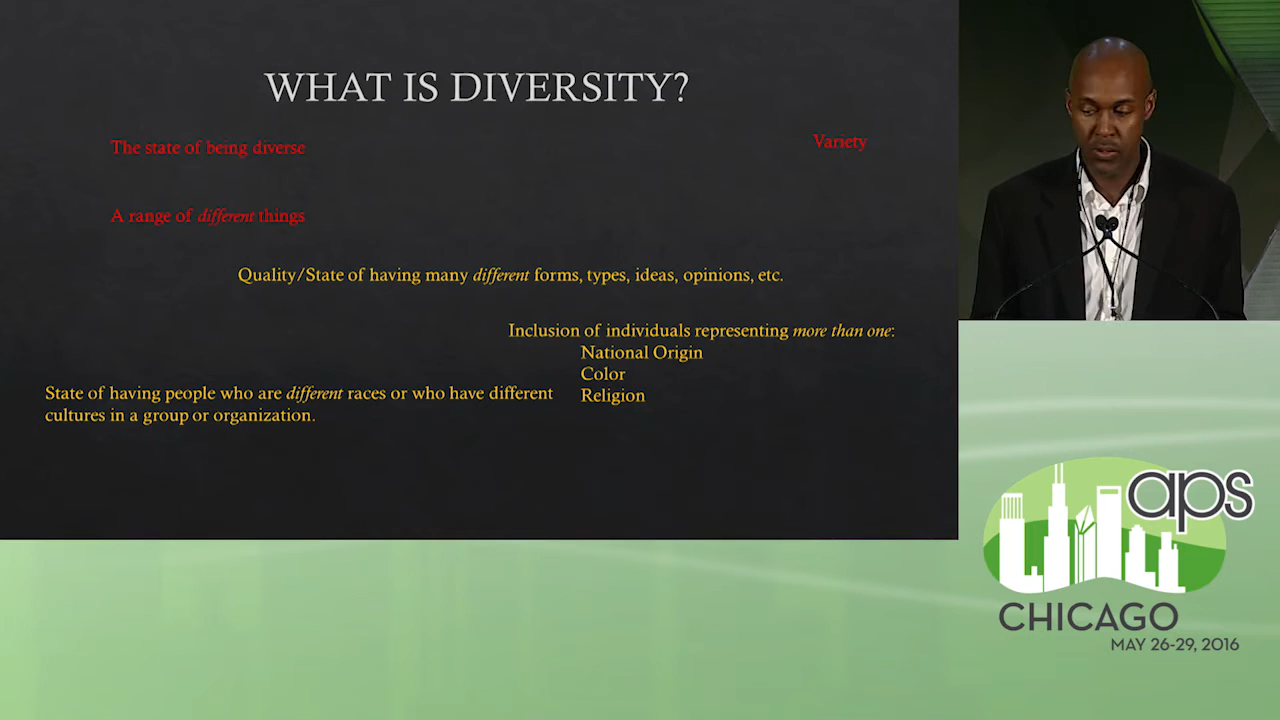 WHAT IS DIVERSITY?
The state of being diverse
Variety
A range of different things
Quality/State of having many different forms, types, ideas, opinions, etc.
Inclusion of individuals representing more than one:
National Origin
Color
Religion
State of having people who are different races or who have different
cultures in a group or organization.
aps
CHICAGO
MAY 26-29, 2016